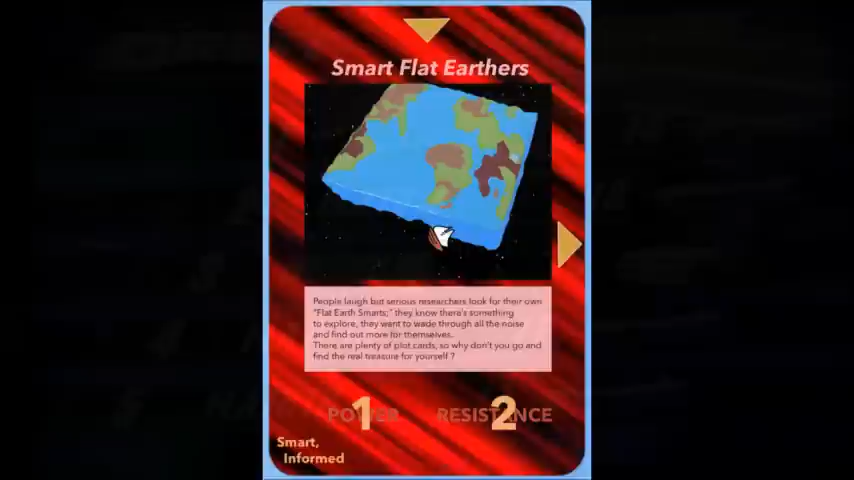 Smart Flat Earthers
People laugh but serious researchers look for their own
"Flat Earth Smarts;" they know there's something
to explore, they want to wade through all the noise
and find out more for themselves.
There are plenty of plot cards, so why don't you go and
find the real treasure for yourself ?
POWER 1 RESISTANCE 2
Smart,
Informed